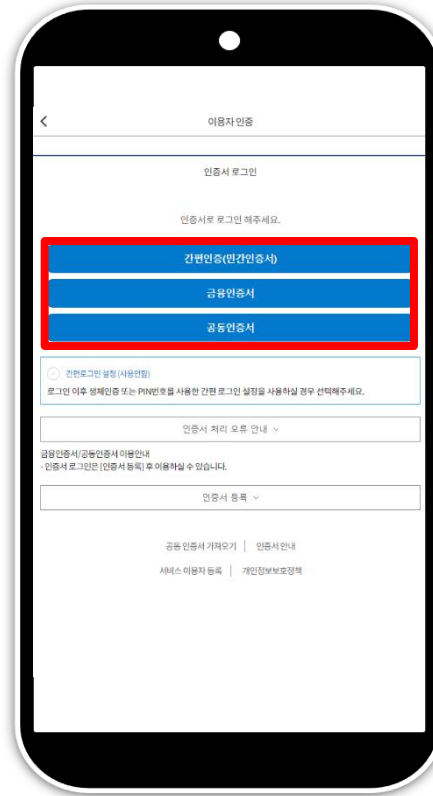 이용자 인증
인증서 로그인
인증서로 로그인 해주세요.
간편인증(민간인증서)
금융인증서
공동인증서
간편로그인 설정 (사용안함)
로그인 이후 생체인증 또는 PIN번호를 사용한 간편 로그인 설정을 사용하실 경우 선택해주세요.
인증서 처리 오류 안내
금융인증서/공동인증서 이용안내
- 인증서 로그인은 [인증서 등록] 후 이용하실 수 있습니다.
인증서 등록
공동 인증서 가져오기 | 인증서 안내
서비스 이용자 등록 | 개인정보보호정책